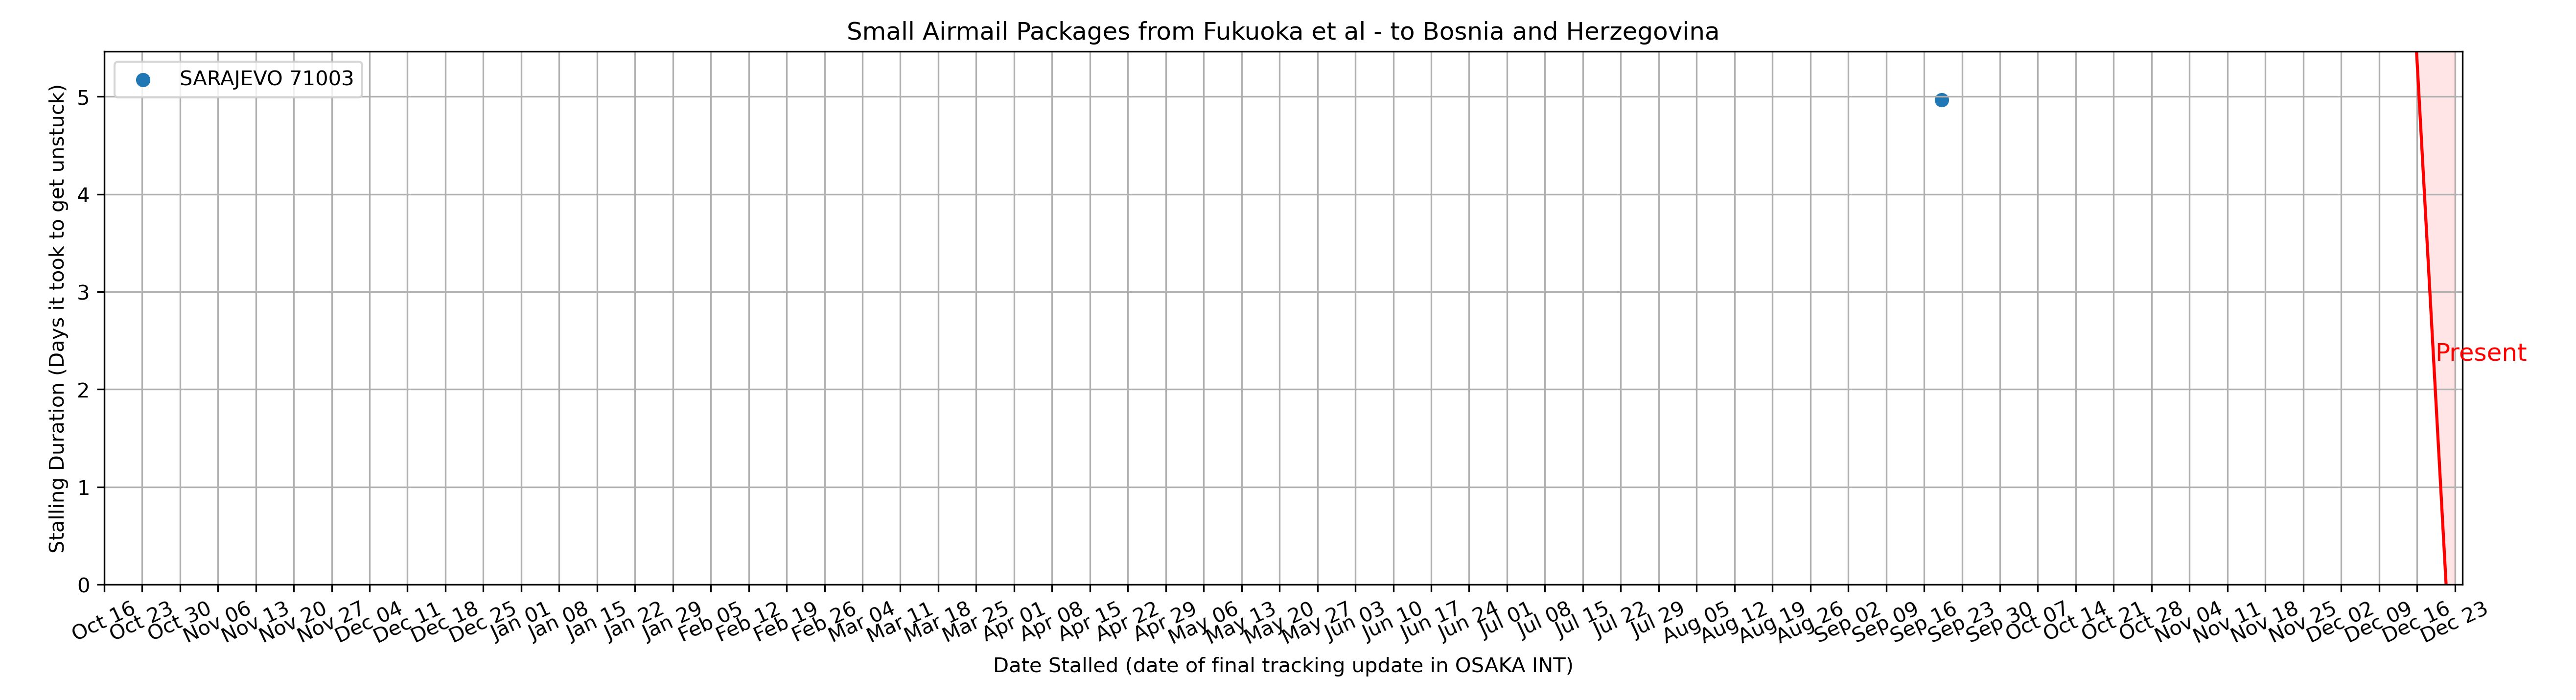 Small Airmail Packages from Fukuoka et al - to Bosnia and Herzegovina
SARAJEVO 71003
Stalling Duration (Days it took to get unstuck)
5
4
3
2
1
0
Present
Oct 16 Oct 23 Oct 30 Nov 06 Nov 13 Nov 20 Nov 27 Dec 04 Dec 11 Dec 18 Dec 25 Jan 01 Jan 08 Jan 15 Jan 22 Jan 29 Feb 05 Feb 12 Feb 19 Feb 26 Mar 04 Mar 11 Mar 18 Mar 25 Apr 01 Apr 08 Apr 15 Apr 22 Apr 29 May 06 May 13 May 20 May 27 Jun 03 Jun 10 Jun 17 Jun 24 Jul 01 Jul 08 Jul 15 Jul 22 Jul 29 Aug 05 Aug 12 Aug 19 Aug 26 Sep 02 Sep 09 Sep 16 Sep 23 Sep 30 Oct 07 Oct 14 Oct 21 Oct 28 Nov 04 Nov 11 Nov 18 Nov 25 Dec 02 Dec 09 Dec 16 Dec 23
Date Stalled (date of final tracking update in OSAKA INT)